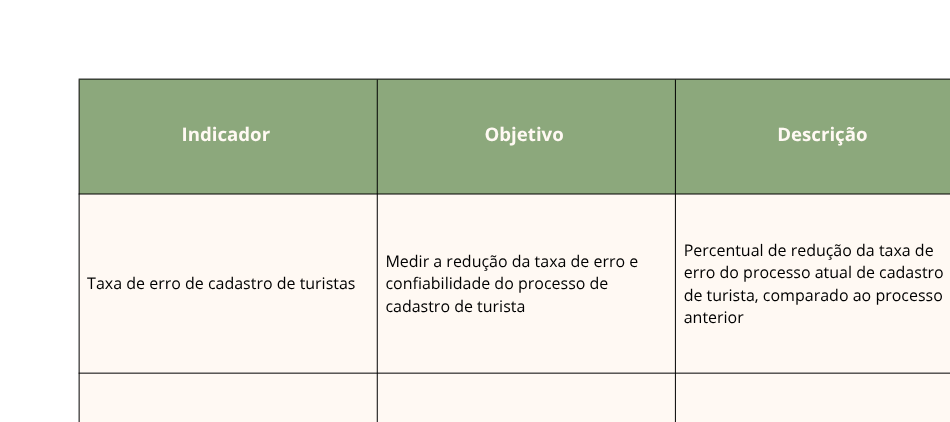 Indicador
Objetivo
Descrição
Taxa de erro de cadastro de turistas
Medir a redução da taxa de erro e
confiabilidade do processo de
cadastro de turista
Percentual de redução da taxa de
erro do processo atual de cadastro
de turista, comparado ao processo
anterior